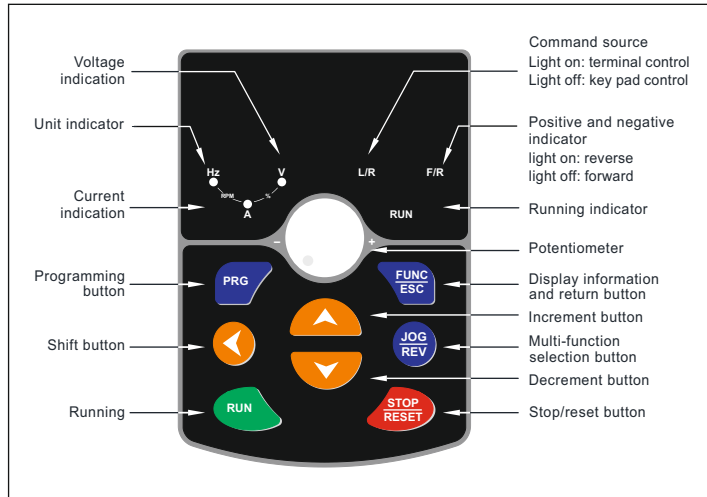 Voltage
indication
Unit indicator
Current
indication
Programming
button
Shift button
Running
Hz
V
RPM
%
A
L/R
F/R
RUN
−
+
PRG
FUNC
ESC
JOG
REV
RUN
STOP
RESET
Command source
Light on: terminal control
Light off: key pad control
Positive and negative
indicator
light on: reverse
light off: forward
Running indicator
Potentiometer
Display information
and return button
Increment button
Multi-function
selection button
Decrement button
Stop/reset button